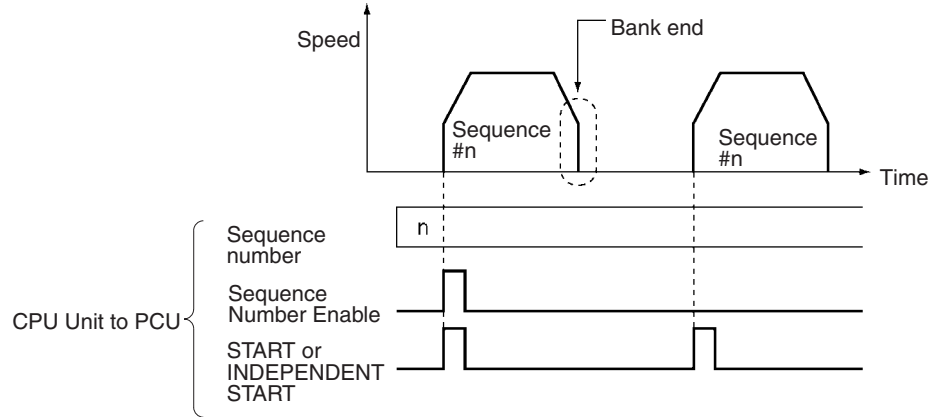 Bank end
Speed
Sequence
#n
Sequence
#n
Time
n
Sequence
number
Sequence
Number Enable
CPU Unit to PCU
START or
INDEPENDENT
START